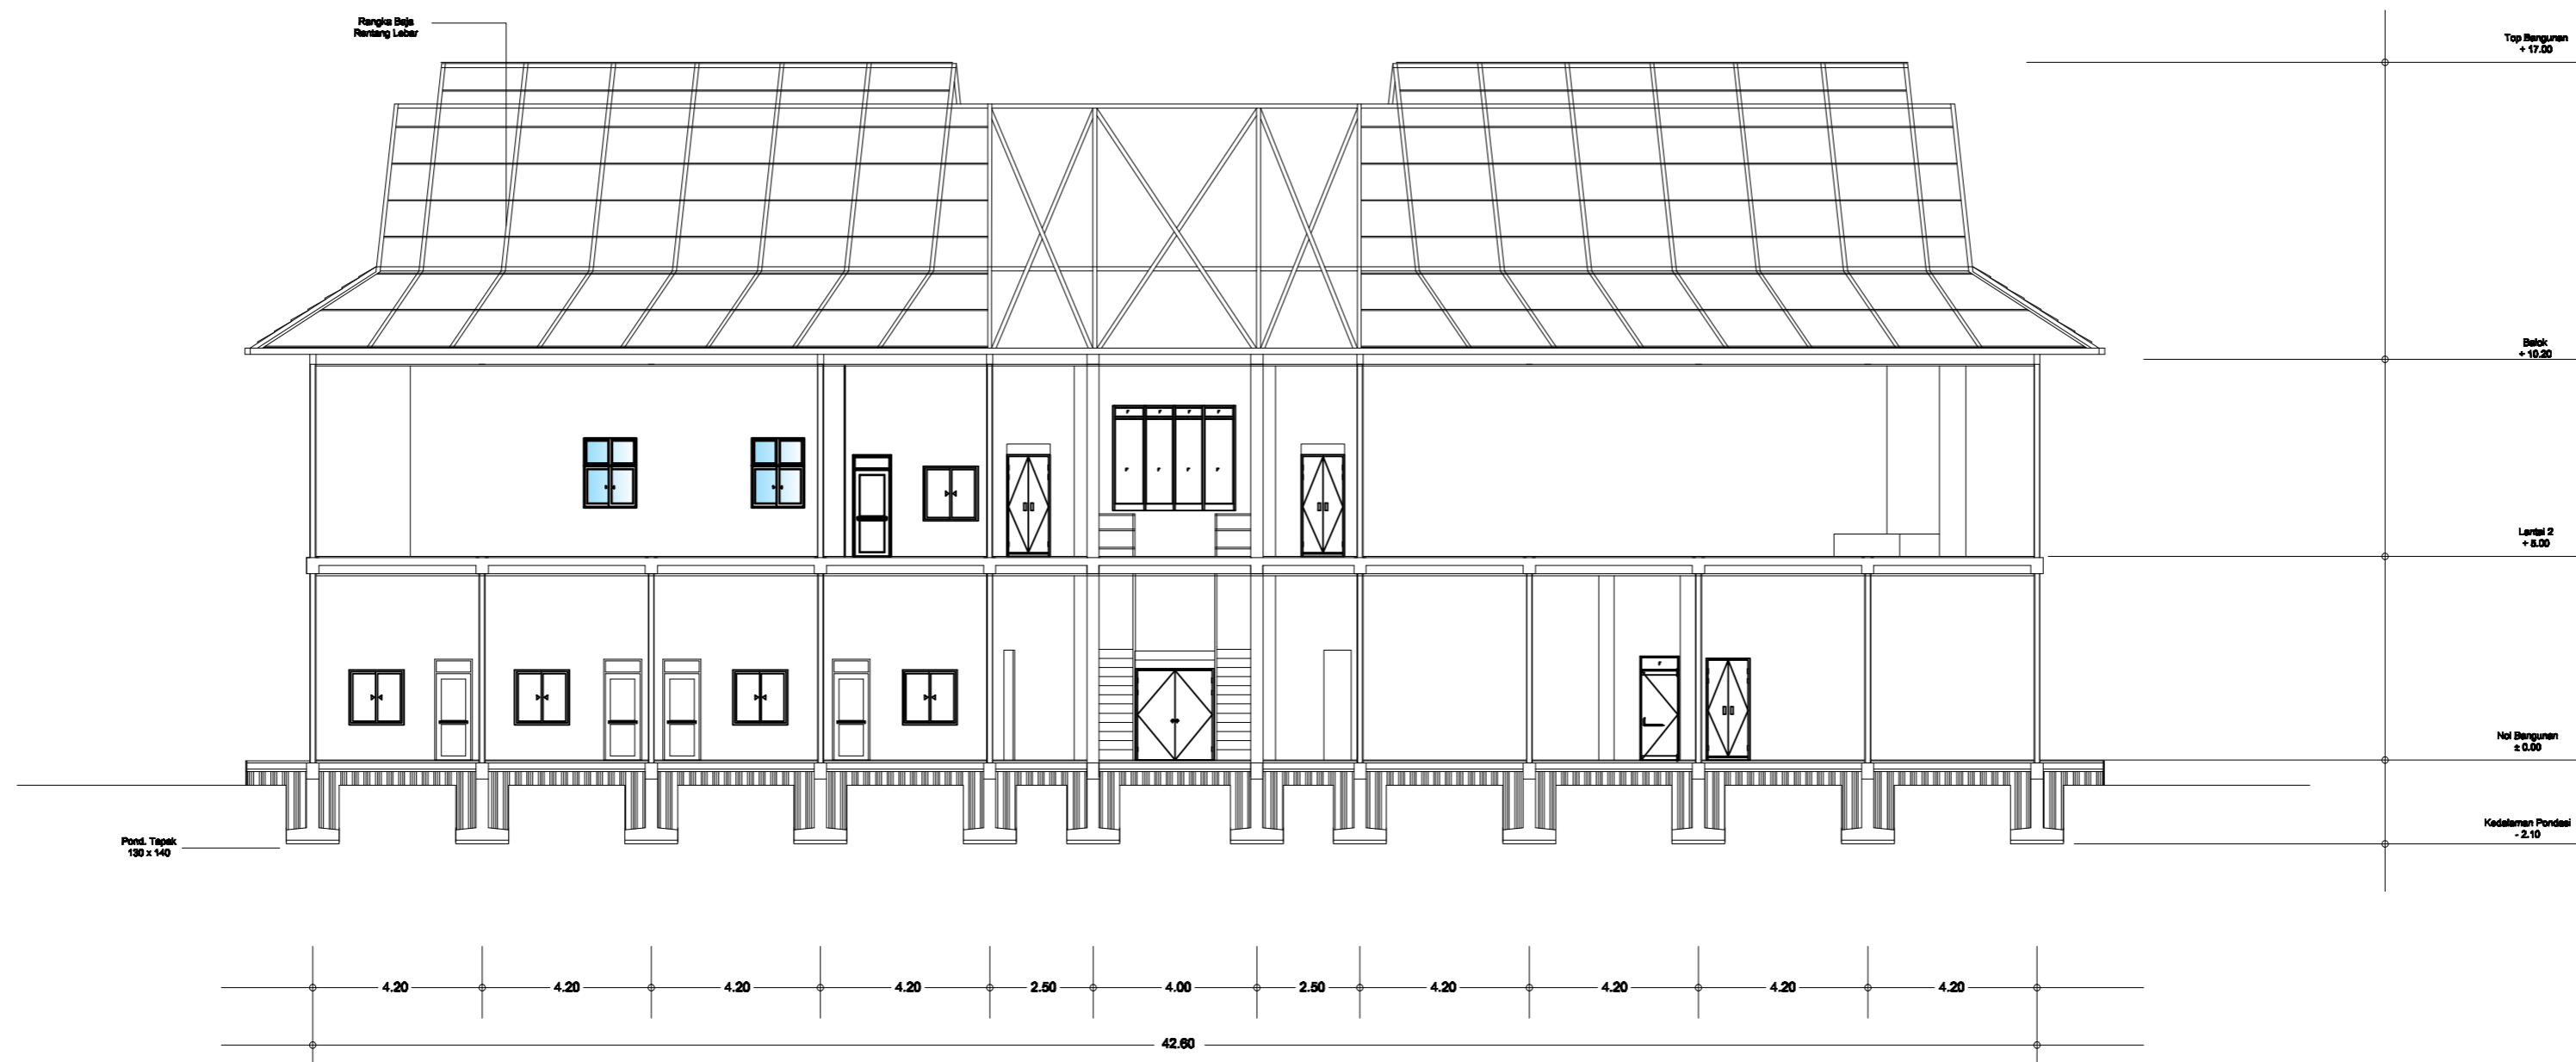 Rangka Baja
Rentang Lebar
Top Bangunan
+ 17.00
Balok
+ 10.20
Lantai 2
+ 5.00
Nol Bangunan
± 0.00
Kedalaman Pondasi
- 2.10
Pond. Tapak
130 x 140
4.20 4.20 4.20 4.20 2.50 4.00 2.50 4.20 4.20 4.20 4.20
42.60